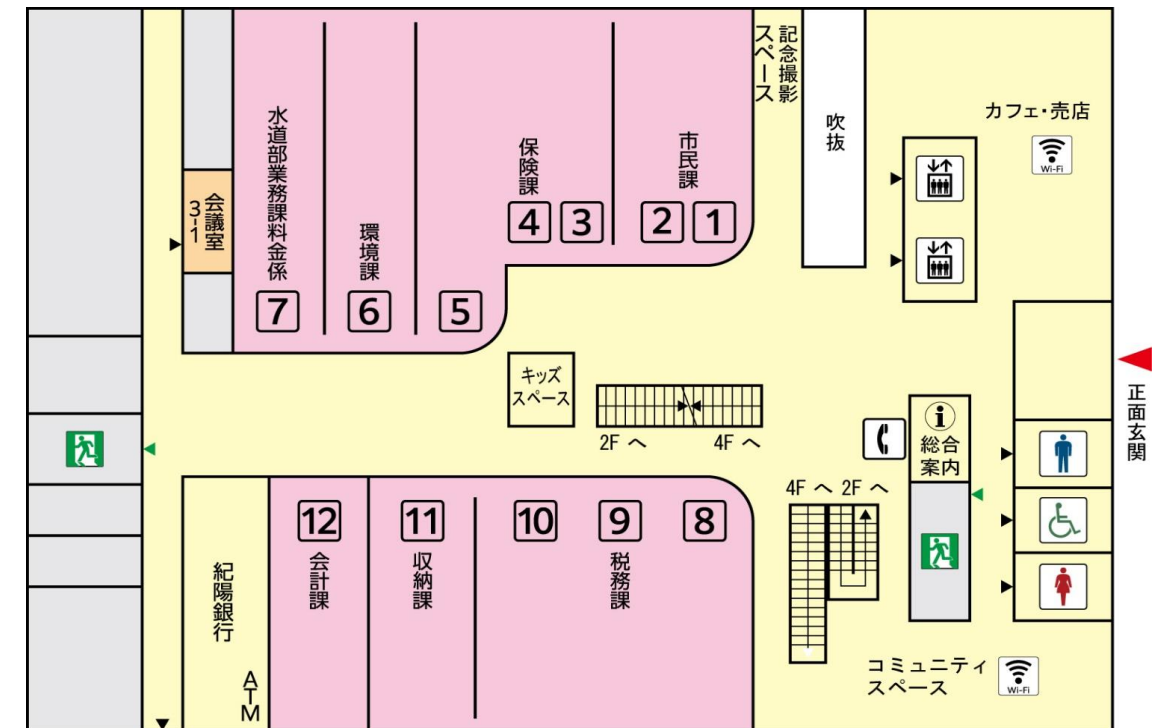 記念撮影
スペース
吹抜
カフェ・売店
Wi-Fi
水道部業務課料金係
環境課
保険課
市民課
会議室
3-1
7
6
5
4
3
2
1
キッズ
スペース
2F へ
4F へ
総合
案内
正面玄関
4F へ 2F へ
12
11
10
9
8
会計課
収納課
税務課
紀陽銀行
ATM
コミュニティ
スペース
Wi-Fi